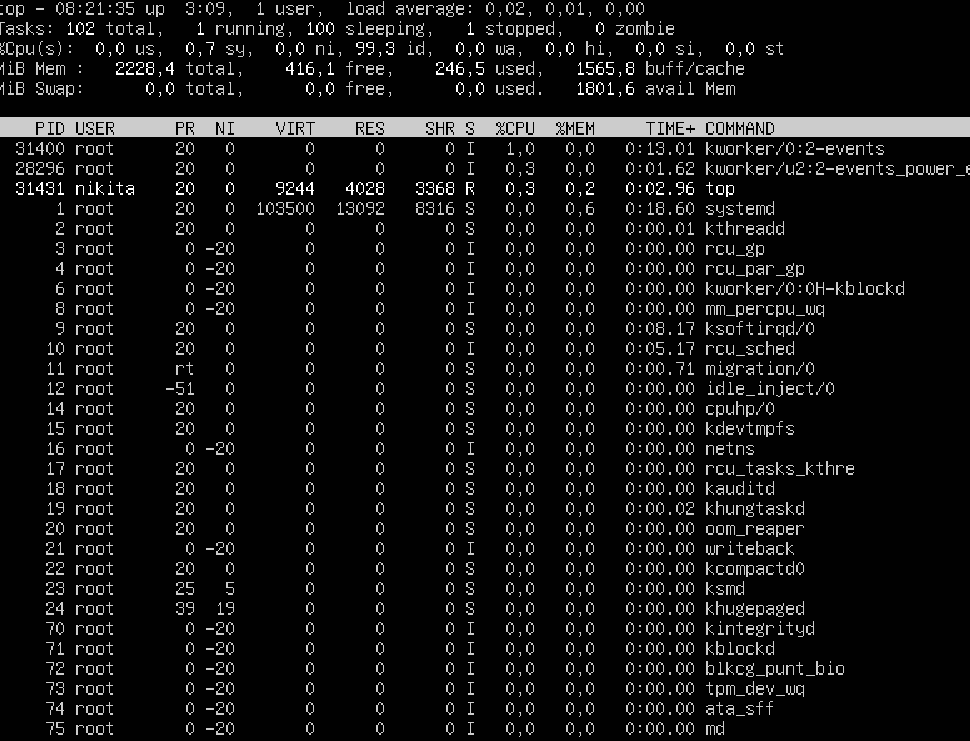 top - 08:21:35 up  3:09,  1 user,  load average: 0,02, 0,01, 0,00
Tasks: 102 total,   1 running, 100 sleeping,   1 stopped,   0 zombie
%Cpu(s):  0,0 us,  0,7 sy,  0,0 ni, 99,3 id,  0,0 wa,  0,0 hi,  0,0 si,  0,0 st
MiB Mem :   2228,4 total,    416,1 free,    246,5 used,   1565,8 buff/cache
MiB Swap:      0,0 total,      0,0 free,      0,0 used.   1801,6 avail Mem
PID USER      PR  NI    VIRT    RES    SHR S  %CPU  %MEM     TIME+ COMMAND
31400 root      20   0       0      0      0 I   1,0   0,0   0:13.01 kworker/0:2-events
28296 root      20   0       0      0      0 I   0,3   0,0   0:01.62 kworker/u2:2-events_power_e
31431 nikita    20   0    9244   4028   3368 R   0,3   0,2   0:02.96 top
1 root      20   0  103500  13092   8316 S   0,0   0,6   0:18.60 systemd
2 root      20   0       0      0      0 S   0,0   0,0   0:00.01 kthreadd
3 root       0 -20       0      0      0 I   0,0   0,0   0:00.00 rcu_gp
4 root       0 -20       0      0      0 I   0,0   0,0   0:00.00 rcu_par_gp
6 root       0 -20       0      0      0 I   0,0   0,0   0:00.00 kworker/0:0H-kblockd
8 root       0 -20       0      0      0 I   0,0   0,0   0:00.00 mm_percpu_wq
9 root      20   0       0      0      0 S   0,0   0,0   0:08.17 ksoftirqd/0
10 root      20   0       0      0      0 I   0,0   0,0   0:05.17 rcu_sched
11 root      rt   0       0      0      0 S   0,0   0,0   0:00.71 migration/0
12 root     -51   0       0      0      0 S   0,0   0,0   0:00.00 idle_inject/0
14 root      20   0       0      0      0 S   0,0   0,0   0:00.00 cpuhp/0
15 root      20   0       0      0      0 S   0,0   0,0   0:00.00 kdevtmpfs
16 root       0 -20       0      0      0 I   0,0   0,0   0:00.00 netns
17 root      20   0       0      0      0 S   0,0   0,0   0:00.00 rcu_tasks_kthre
18 root      20   0       0      0      0 S   0,0   0,0   0:00.00 kauditd
19 root      20   0       0      0      0 S   0,0   0,0   0:00.02 khungtaskd
20 root      20   0       0      0      0 S   0,0   0,0   0:00.00 oom_reaper
21 root       0 -20       0      0      0 I   0,0   0,0   0:00.00 writeback
22 root      20   0       0      0      0 S   0,0   0,0   0:00.00 kcompactd0
23 root      25   5       0      0      0 S   0,0   0,0   0:00.00 ksmd
24 root      39  19       0      0      0 S   0,0   0,0   0:00.00 khugepaged
70 root       0 -20       0      0      0 I   0,0   0,0   0:00.00 kintegrityd
71 root       0 -20       0      0      0 I   0,0   0,0   0:00.00 kblockd
72 root       0 -20       0      0      0 I   0,0   0,0   0:00.00 blkcg_punt_bio
73 root       0 -20       0      0      0 I   0,0   0,0   0:00.00 tpm_dev_wq
74 root       0 -20       0      0      0 I   0,0   0,0   0:00.00 ata_sff
75 root       0 -20       0      0      0 I   0,0   0,0   0:00.00 md